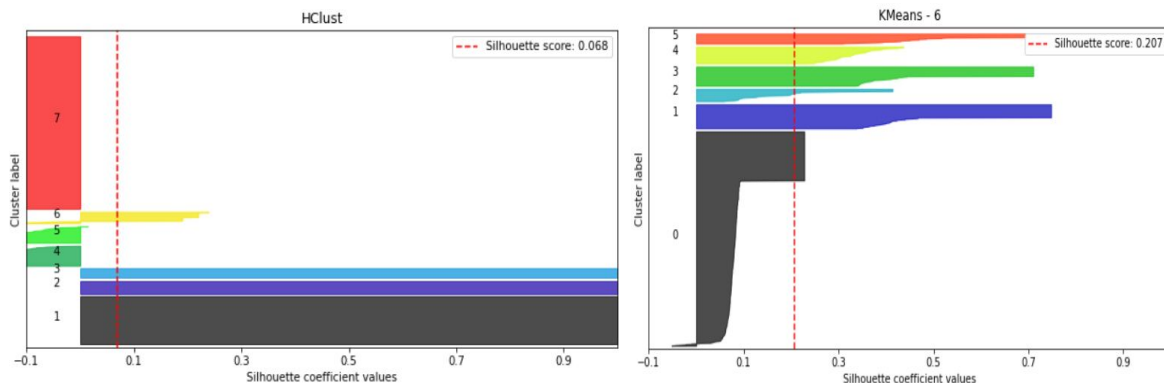 HClust
Silhouette score: 0.068
7
6
5
4
3
2
1
Cluster label
−0.1 0.1 0.3 0.5 0.7 0.9
Silhouette coefficient values
KMeans - 6
Silhouette score: 0.207
5
4
3
2
1
0
Cluster label
−0.1 0.1 0.3 0.5 0.7 0.9
Silhouette coefficient values